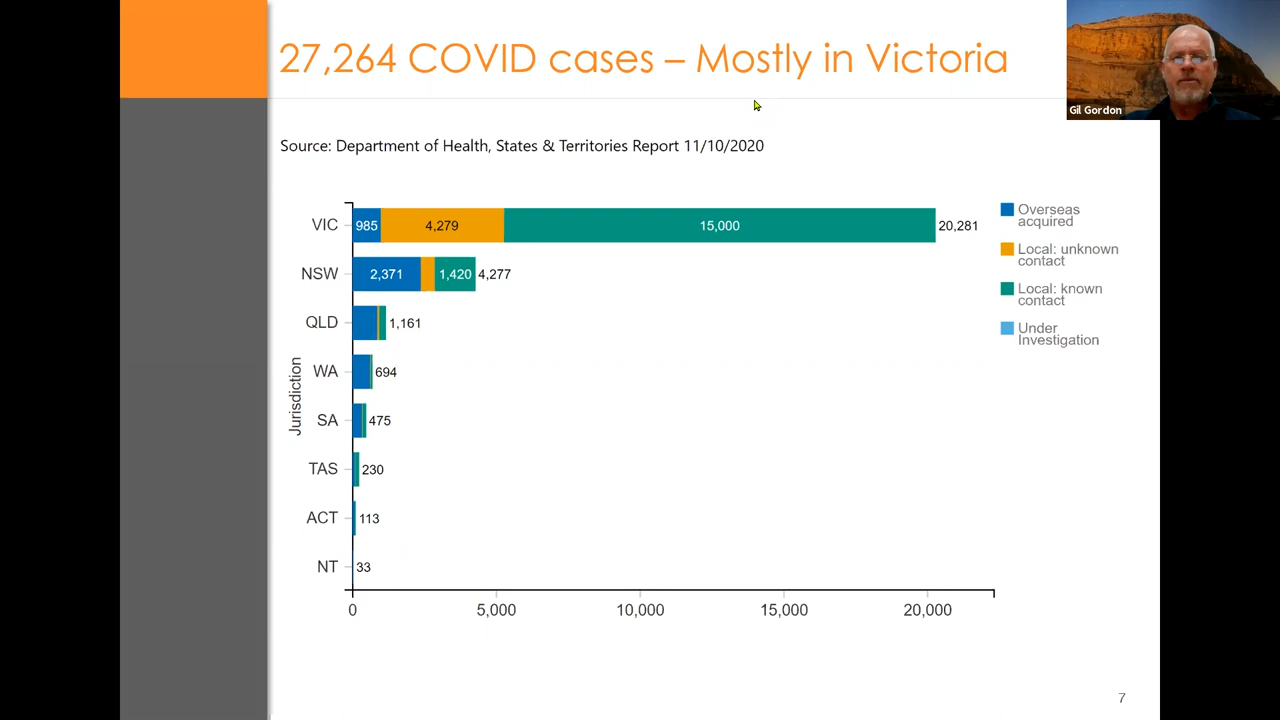 27,264 COVID cases – Mostly in Victoria
Gil Gordon
Source: Department of Health, States & Territories Report 11/10/2020
VIC 985 4,279 15,000 20,281
NSW 2,371 1,420 4,277
QLD 1,161
WA 694
SA 475
TAS 230
ACT 113
NT 33
Jurisdiction
0 5,000 10,000 15,000 20,000
Overseas
acquired
Local: unknown
contact
Local: known
contact
Under
Investigation
7